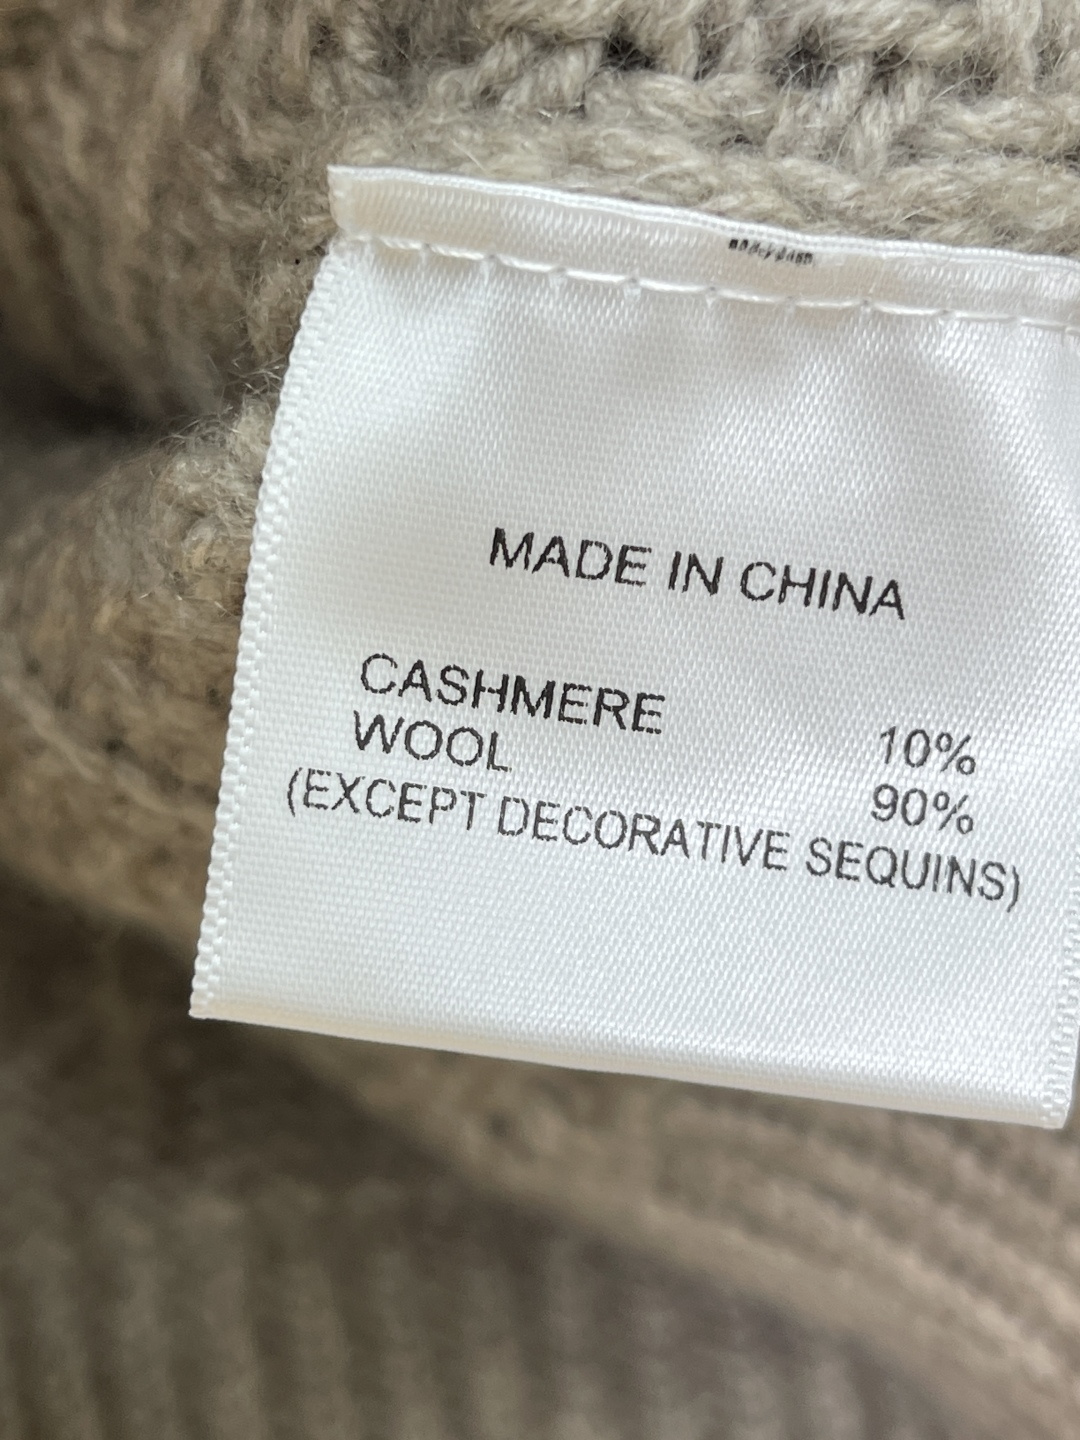 MADE IN CHINA
CASHMERE 10%
WOOL 90%
(EXCEPT DECORATIVE SEQUINS)